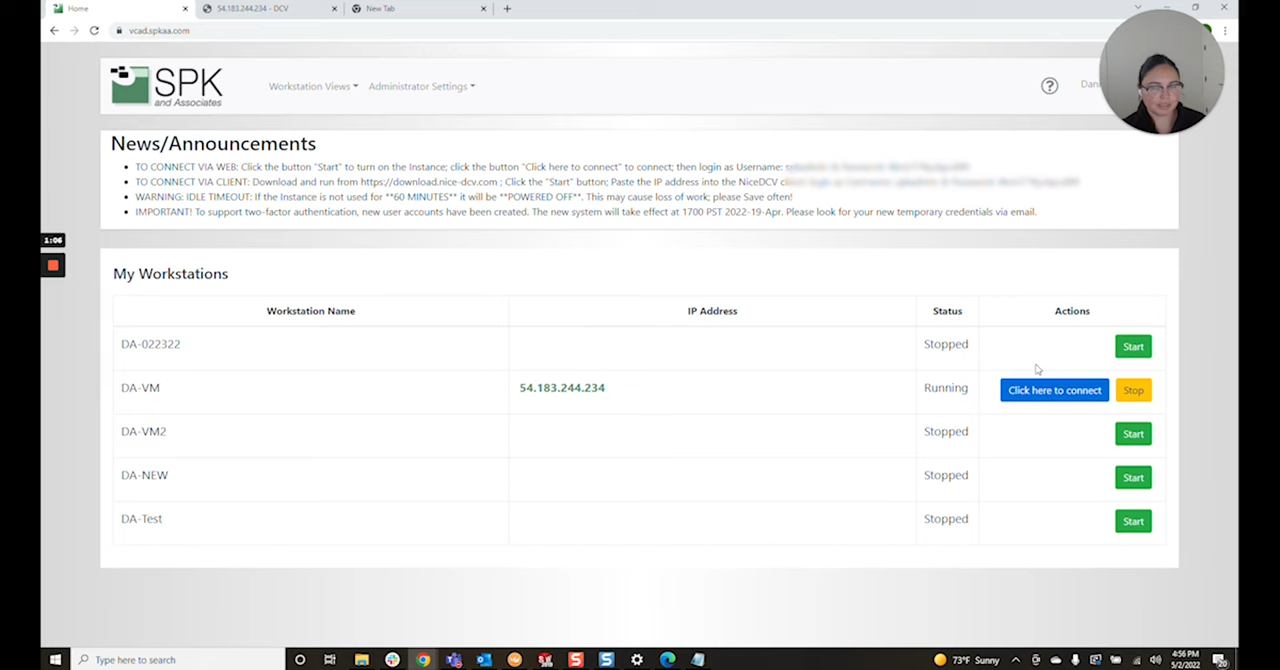 Home
54.183.244.234 - DCV
New Tab
vcad.spkaa.com
SPK
and Associates
Workstation Views
Administrator Settings
?
News/Announcements
TO CONNECT VIA WEB: Click the button "Start" to turn on the Instance; click the button "Click here to connect" to connect; then login as Username:
TO CONNECT VIA CLIENT: Download and run from https://download.nice-dcv.com ; Click the "Start" button; Paste the IP address into the NiceDCV
WARNING: IDLE TIMEOUT: If the Instance is not used for **60 MINUTES** it will be **POWERED OFF**. This may cause loss of work; please Save often!
IMPORTANT! To support two-factor authentication, new user accounts have been created. The new system will take effect at 1700 PST 2022-19-Apr. Please look for your new temporary credentials via email.
1:06
My Workstations
Workstation Name IP Address Status Actions
DA-022322 Stopped Start
DA-VM 54.183.244.234 Running Click here to connect Stop
DA-VM2 Stopped Start
DA-NEW Stopped Start
DA-Test Stopped Start
Type here to search
73°F Sunny
4:56 PM
5/2/2022
20